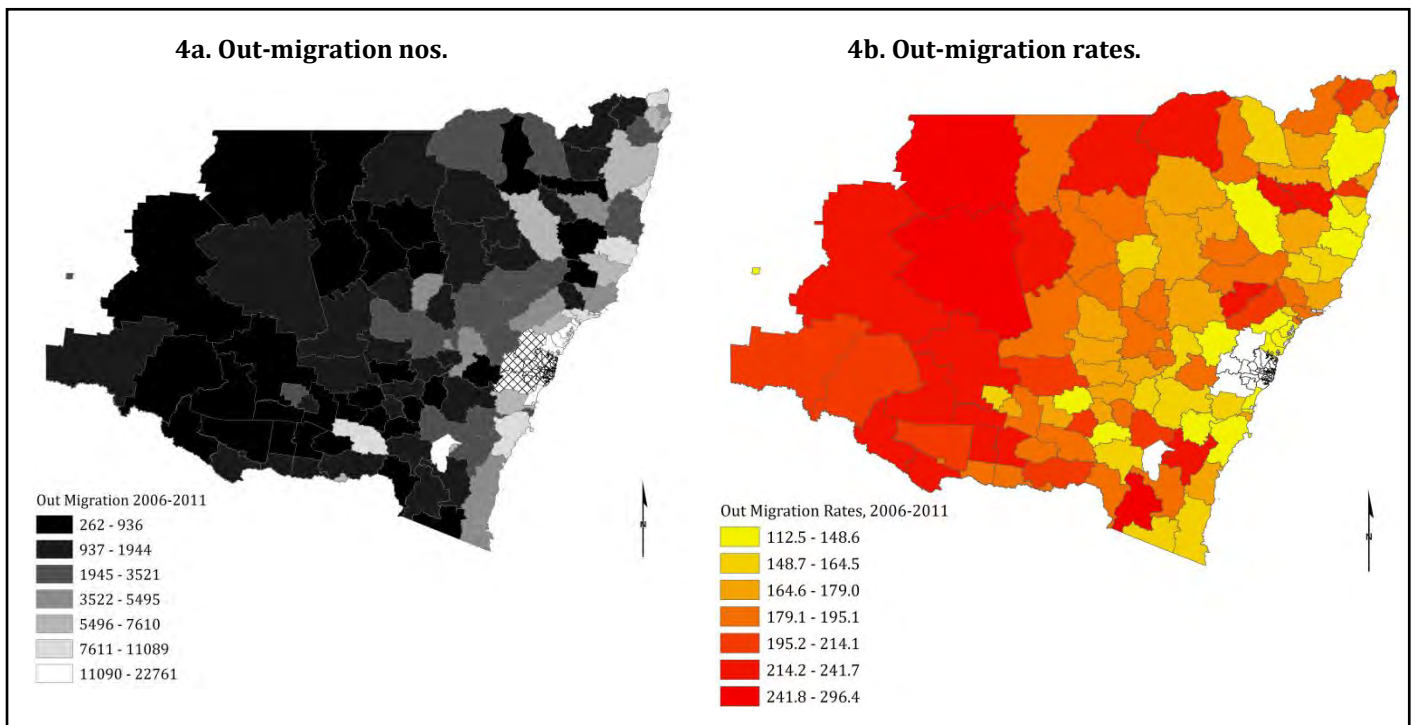 4a. Out-migration nos.
4b. Out-migration rates.
Out Migration 2006-2011
262 - 936
937 - 1944
1945 - 3521
3522 - 5495
5496 - 7610
7611 - 11089
11090 - 22761
N
Out Migration Rates, 2006-2011
112.5 - 148.6
148.7 - 164.5
164.6 - 179.0
179.1 - 195.1
195.2 - 214.1
214.2 - 241.7
241.8 - 296.4
N